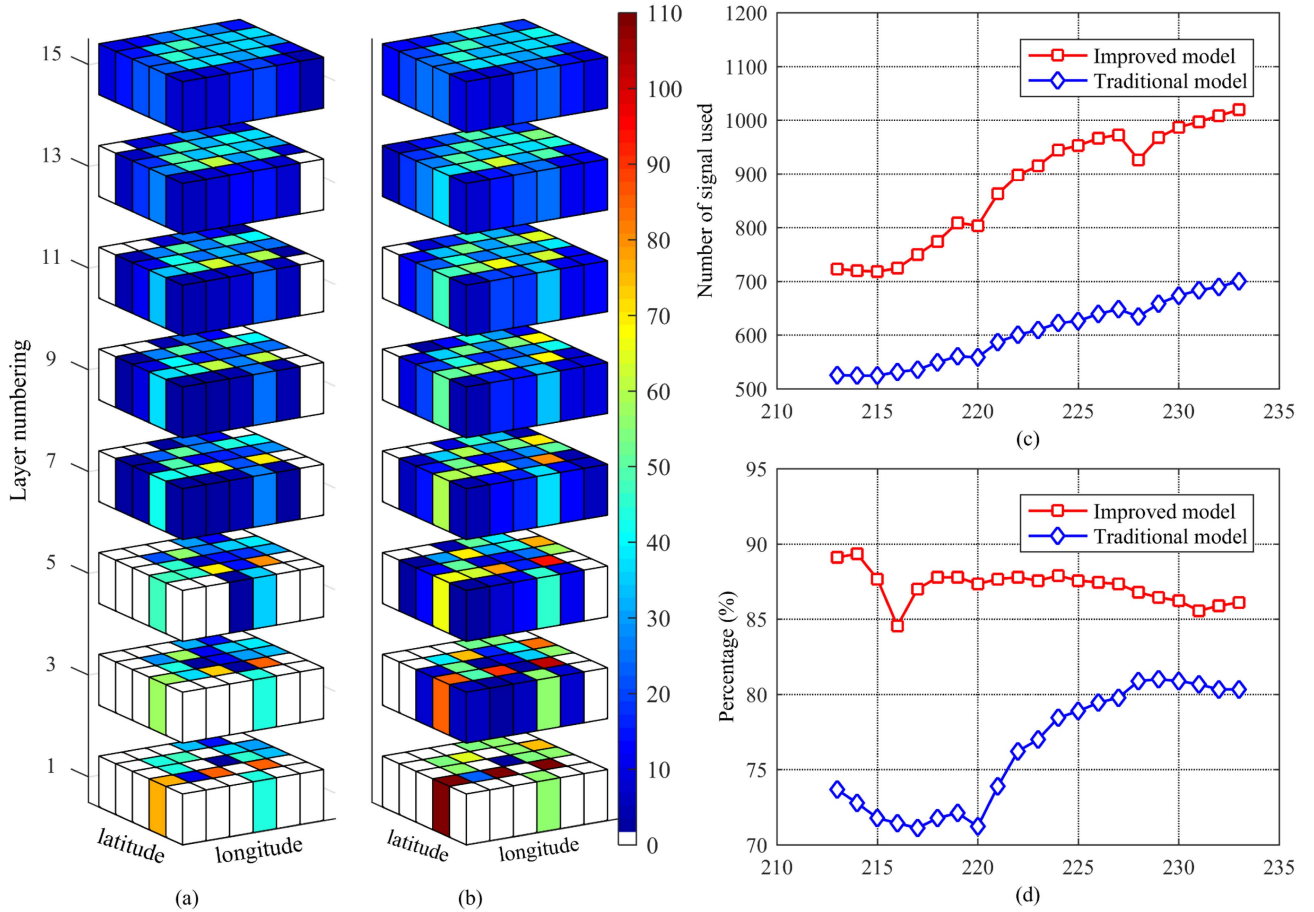 15
13
11
9
7
5
3
1
Layer numbering
latitude
longitude
(a)
latitude
longitude
(b)
110
100
90
80
70
60
50
40
30
20
10
0
1200
1100
1000
900
800
700
600
500
Number of signal used
Improved model
Traditional model
210 215 220 225 230 235
(c)
95
90
85
80
75
70
Percentage (%)
Improved model
Traditional model
210 215 220 225 230 235
(d)